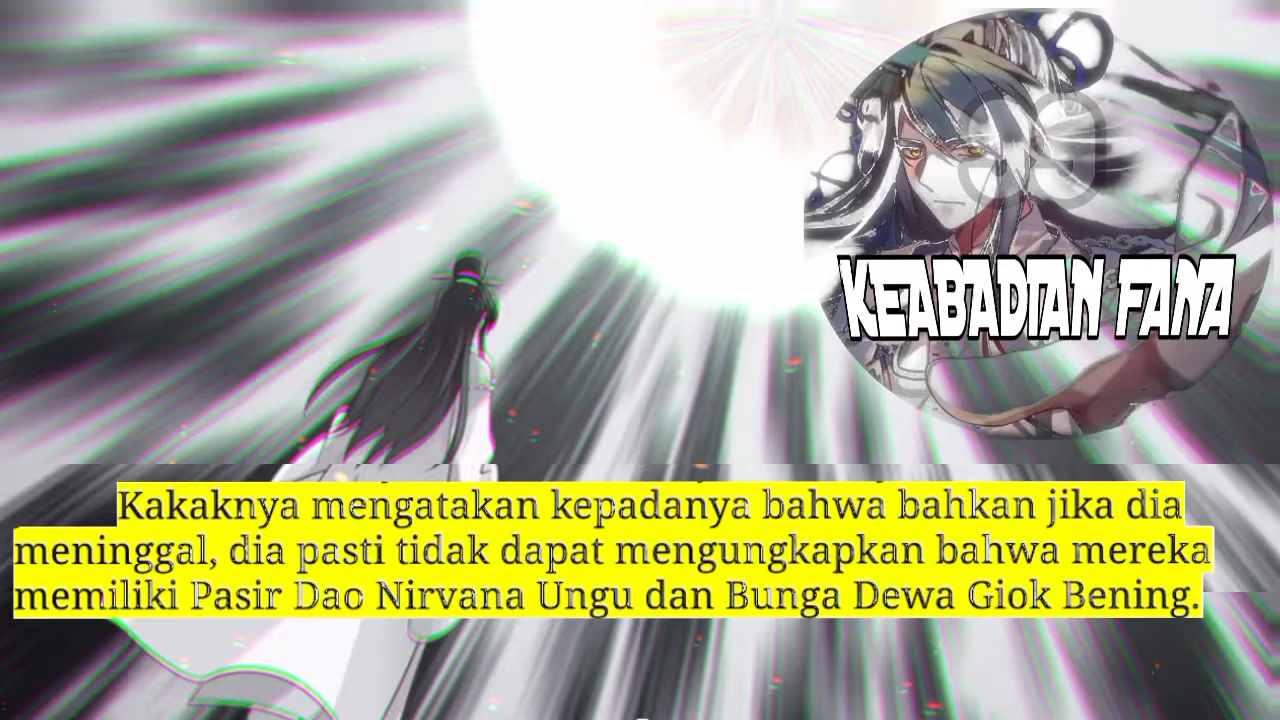 KEABADIAN FANA
Kakaknya mengatakan kepadanya bahwa bahkan jika dia
meninggal, dia pasti tidak dapat mengungkapkan bahwa mereka
memiliki Pasir Dao Nirvana Ungu dan Bunga Dewa Giok Bening.